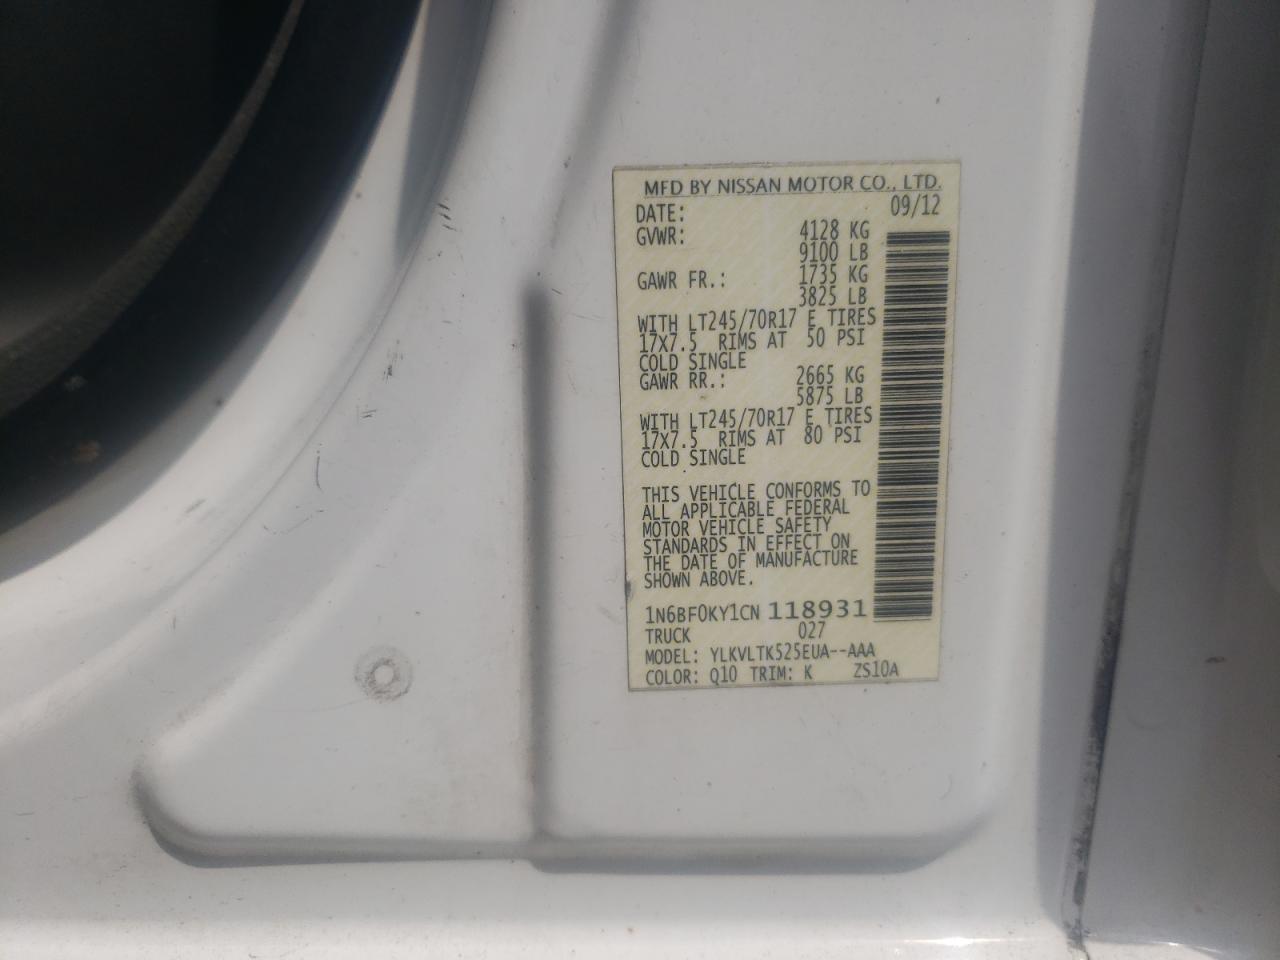 MFD BY NISSAN MOTOR CO., LTD.
DATE: 09/12
GVWR: 4128 KG
9100 LB
GAWR FR.: 1735 KG
3825 LB
WITH LT245/70R17 E TIRES
17X7.5 RIMS AT 50 PSI
COLD SINGLE
GAWR RR.: 2665 KG
5875 LB
WITH LT245/70R17 E TIRES
17X7.5 RIMS AT 80 PSI
COLD SINGLE
THIS VEHICLE CONFORMS TO
ALL APPLICABLE FEDERAL
MOTOR VEHICLE SAFETY
STANDARDS IN EFFECT ON
THE DATE OF MANUFACTURE
SHOWN ABOVE.
1N6BF0KY1CN118931
TRUCK 027
MODEL: YLKVLTK525EUA--AAA
COLOR: Q10 TRIM: K ZS10A